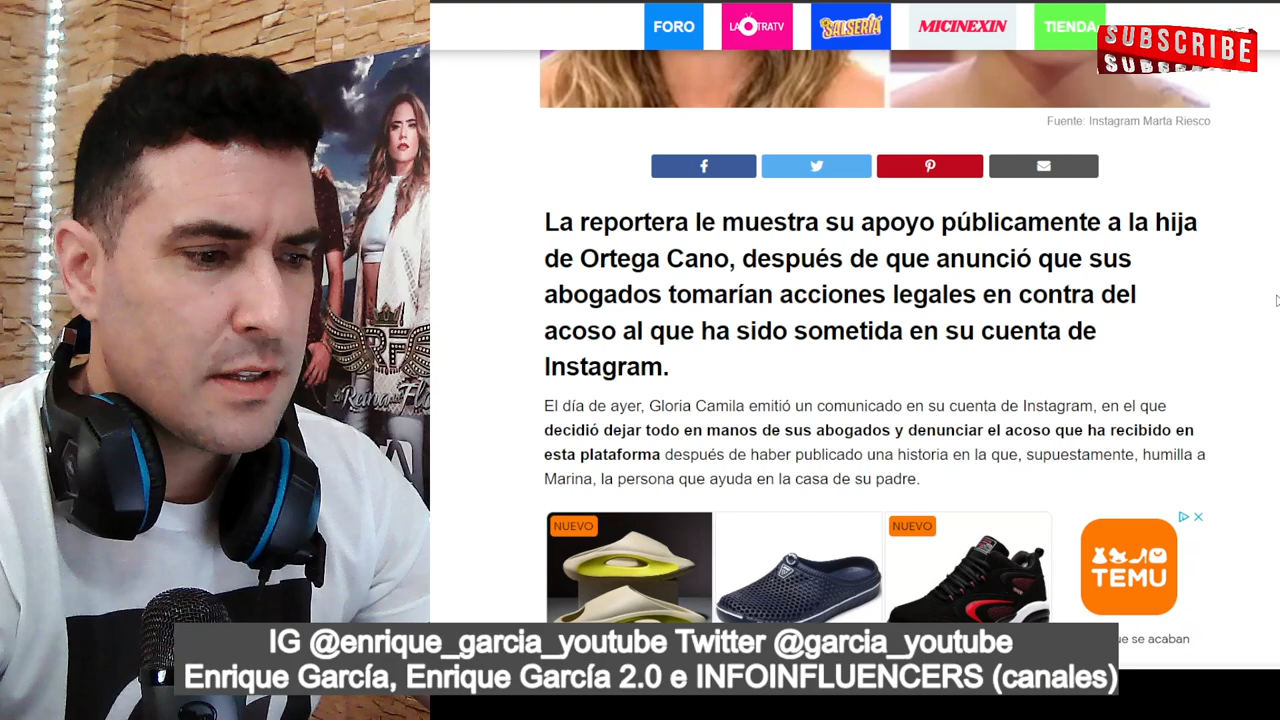 FORO
LA OTRATV
SALSERÍA
MICINEXIN
TIENDA
SUBSCRIBE
Fuente: Instagram Marta Riesco
La reportera le muestra su apoyo públicamente a la hija
de Ortega Cano, después de que anunció que sus
abogados tomarían acciones legales en contra del
acoso al que ha sido sometida en su cuenta de
Instagram.
El día de ayer, Gloria Camila emitió un comunicado en su cuenta de Instagram, en el que
decidió dejar todo en manos de sus abogados y denunciar el acoso que ha recibido en
esta plataforma después de haber publicado una historia en la que, supuestamente, humilla a
Marina, la persona que ayuda en la casa de su padre.
NUEVO
NUEVO
TEMU
que se acaban
IG @enrique_garcia_youtube Twitter @garcia_youtube
Enrique García, Enrique García 2.0 e INFOINFLUENCERS (canales)